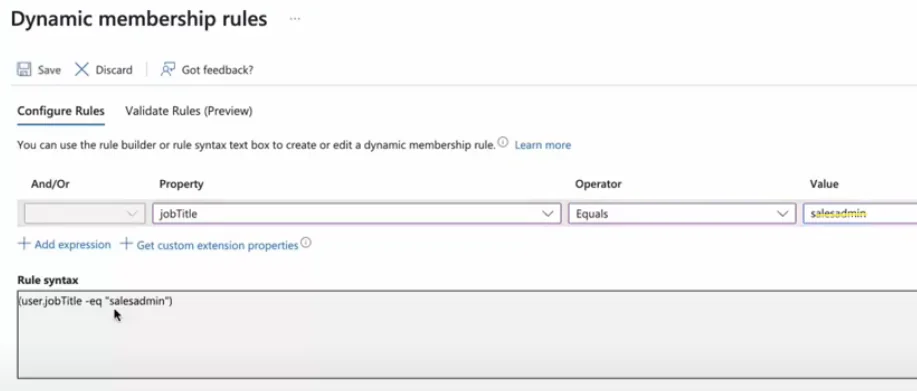 Dynamic membership rules ...
Save Discard Got feedback?
Configure Rules Validate Rules (Preview)
You can use the rule builder or rule syntax text box to create or edit a dynamic membership rule. Learn more
And/Or Property Operator Value
jobTitle Equals salesadmin
+ Add expression + Get custom extension properties
Rule syntax
(user.jobTitle -eq "salesadmin")